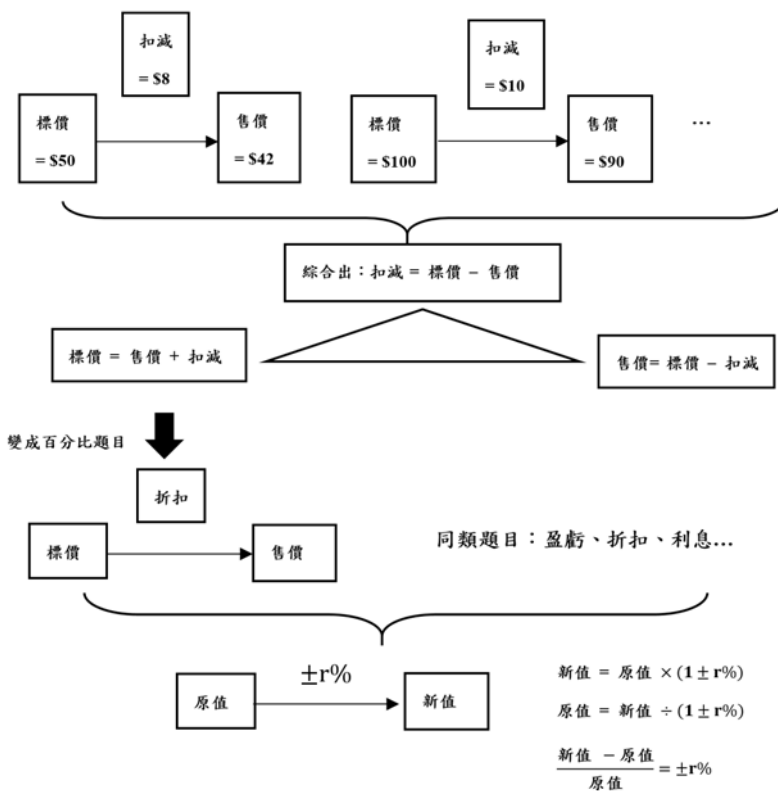 扣減
= $8
扣減
= $10
標價
= $50
售價
= $42
標價
= $100
售價
= $90
...
綜合出：扣減 = 標價 － 售價
標價 = 售價 + 扣減
售價= 標價 － 扣減
變成百分比題目
折扣
標價
售價
同類題目：盈虧、折扣、利息...
±r%
原值
新值
新值 = 原值 × (1 ± r%)
原值 = 新值 ÷ (1 ± r%)
新值 － 原值
原值
= ±r%